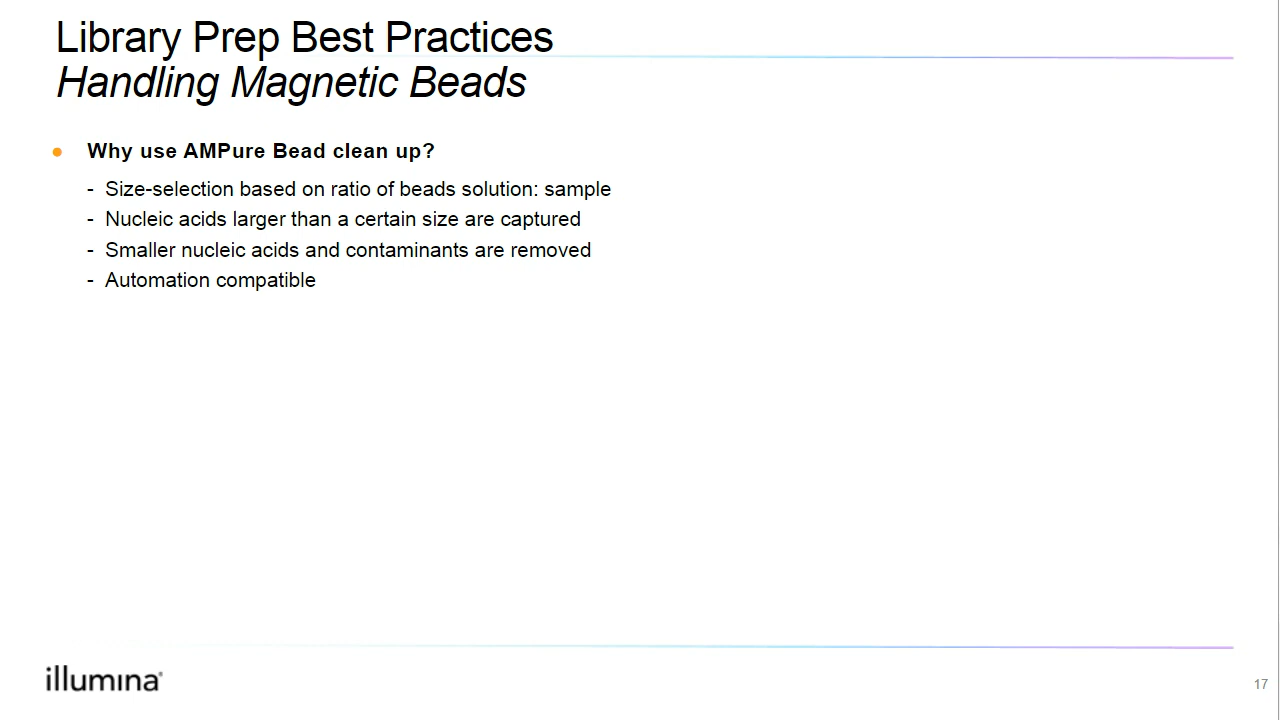 Library Prep Best Practices
Handling Magnetic Beads
Why use AMPure Bead clean up?
- Size-selection based on ratio of beads solution: sample
- Nucleic acids larger than a certain size are captured
- Smaller nucleic acids and contaminants are removed
- Automation compatible
illumina®
17